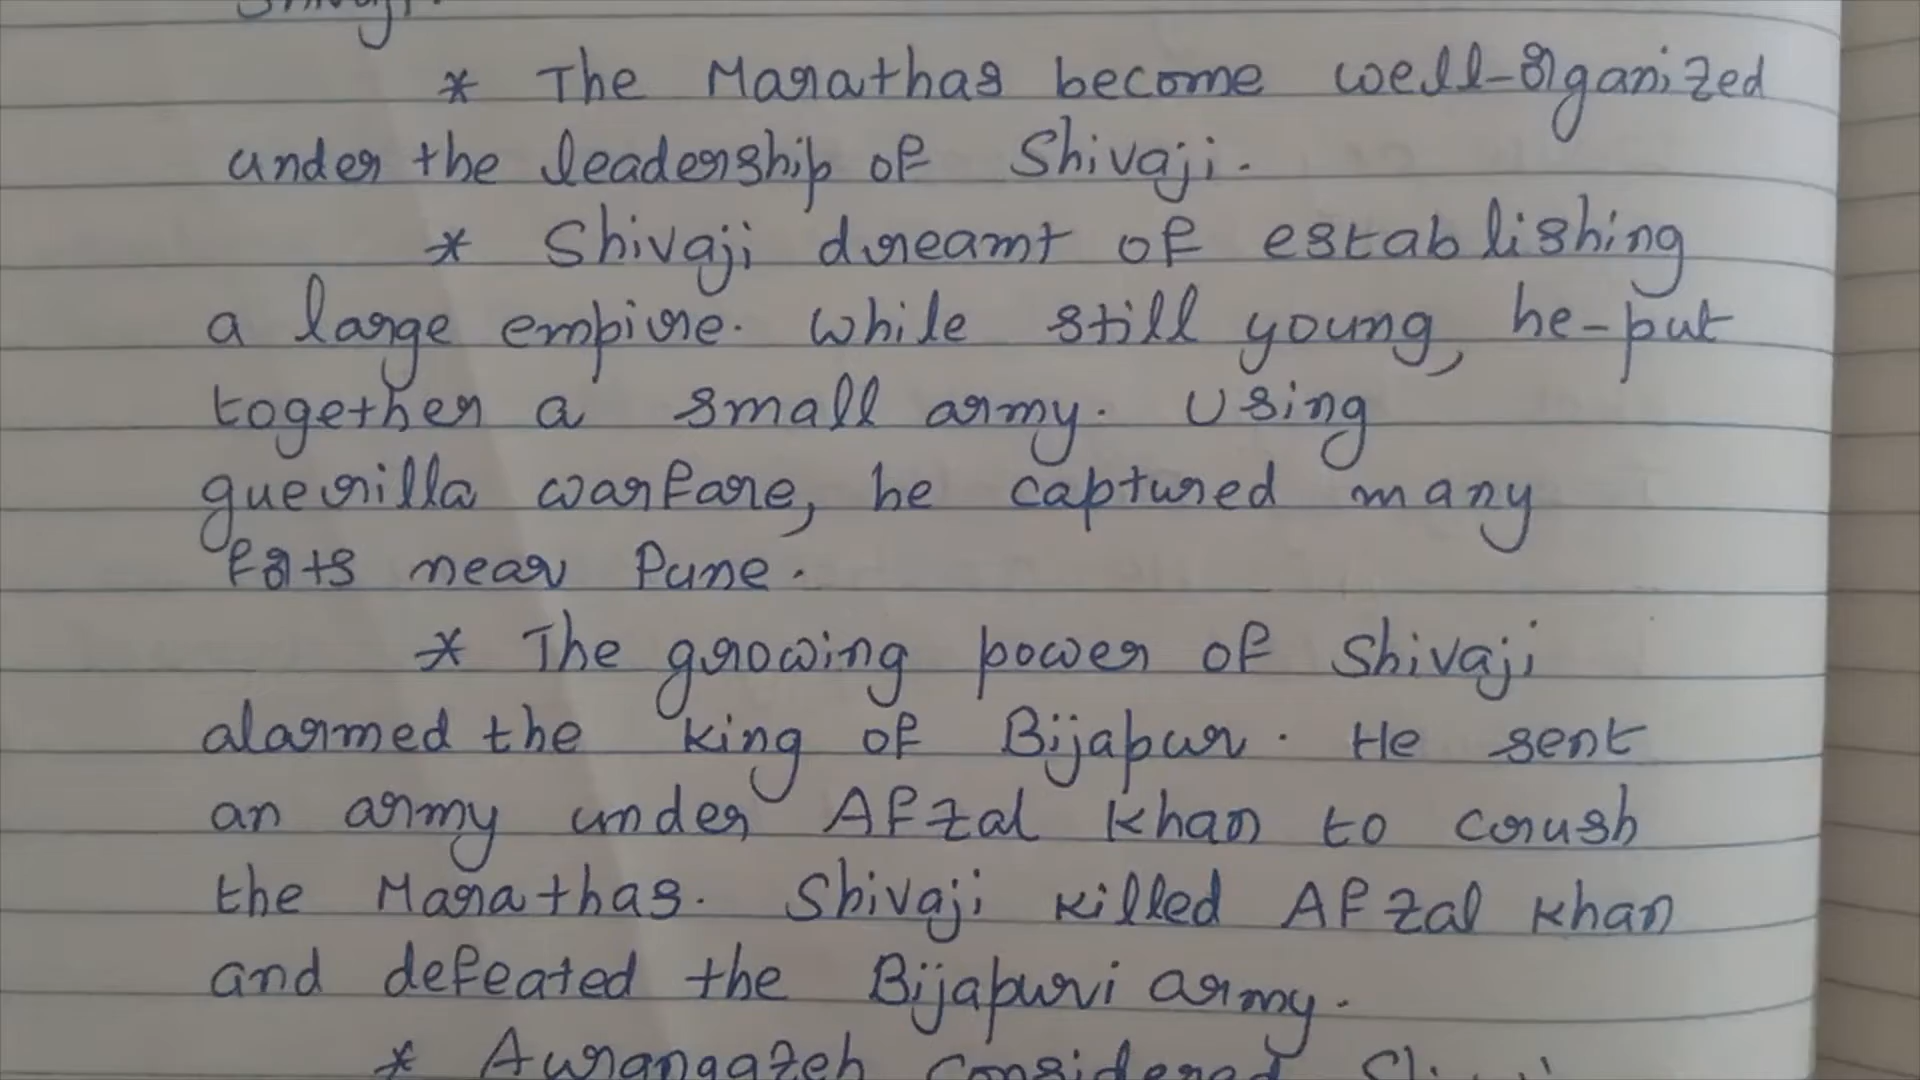 Shivaji.
* The Marathas become well-organized
under the leadership of Shivaji.
* Shivaji dreamt of establishing
a large empire. While still young, he-put
together a small army. Using
guerilla warfare, he captured many
forts near Pune.
* The growing power of Shivaji
alarmed the king of Bijapur. He sent
an army under Afzal Khan to crush
the Marathas. Shivaji killed Afzal Khan
and defeated the Bijapuri army.
* Aurangazeb considered Shivaji